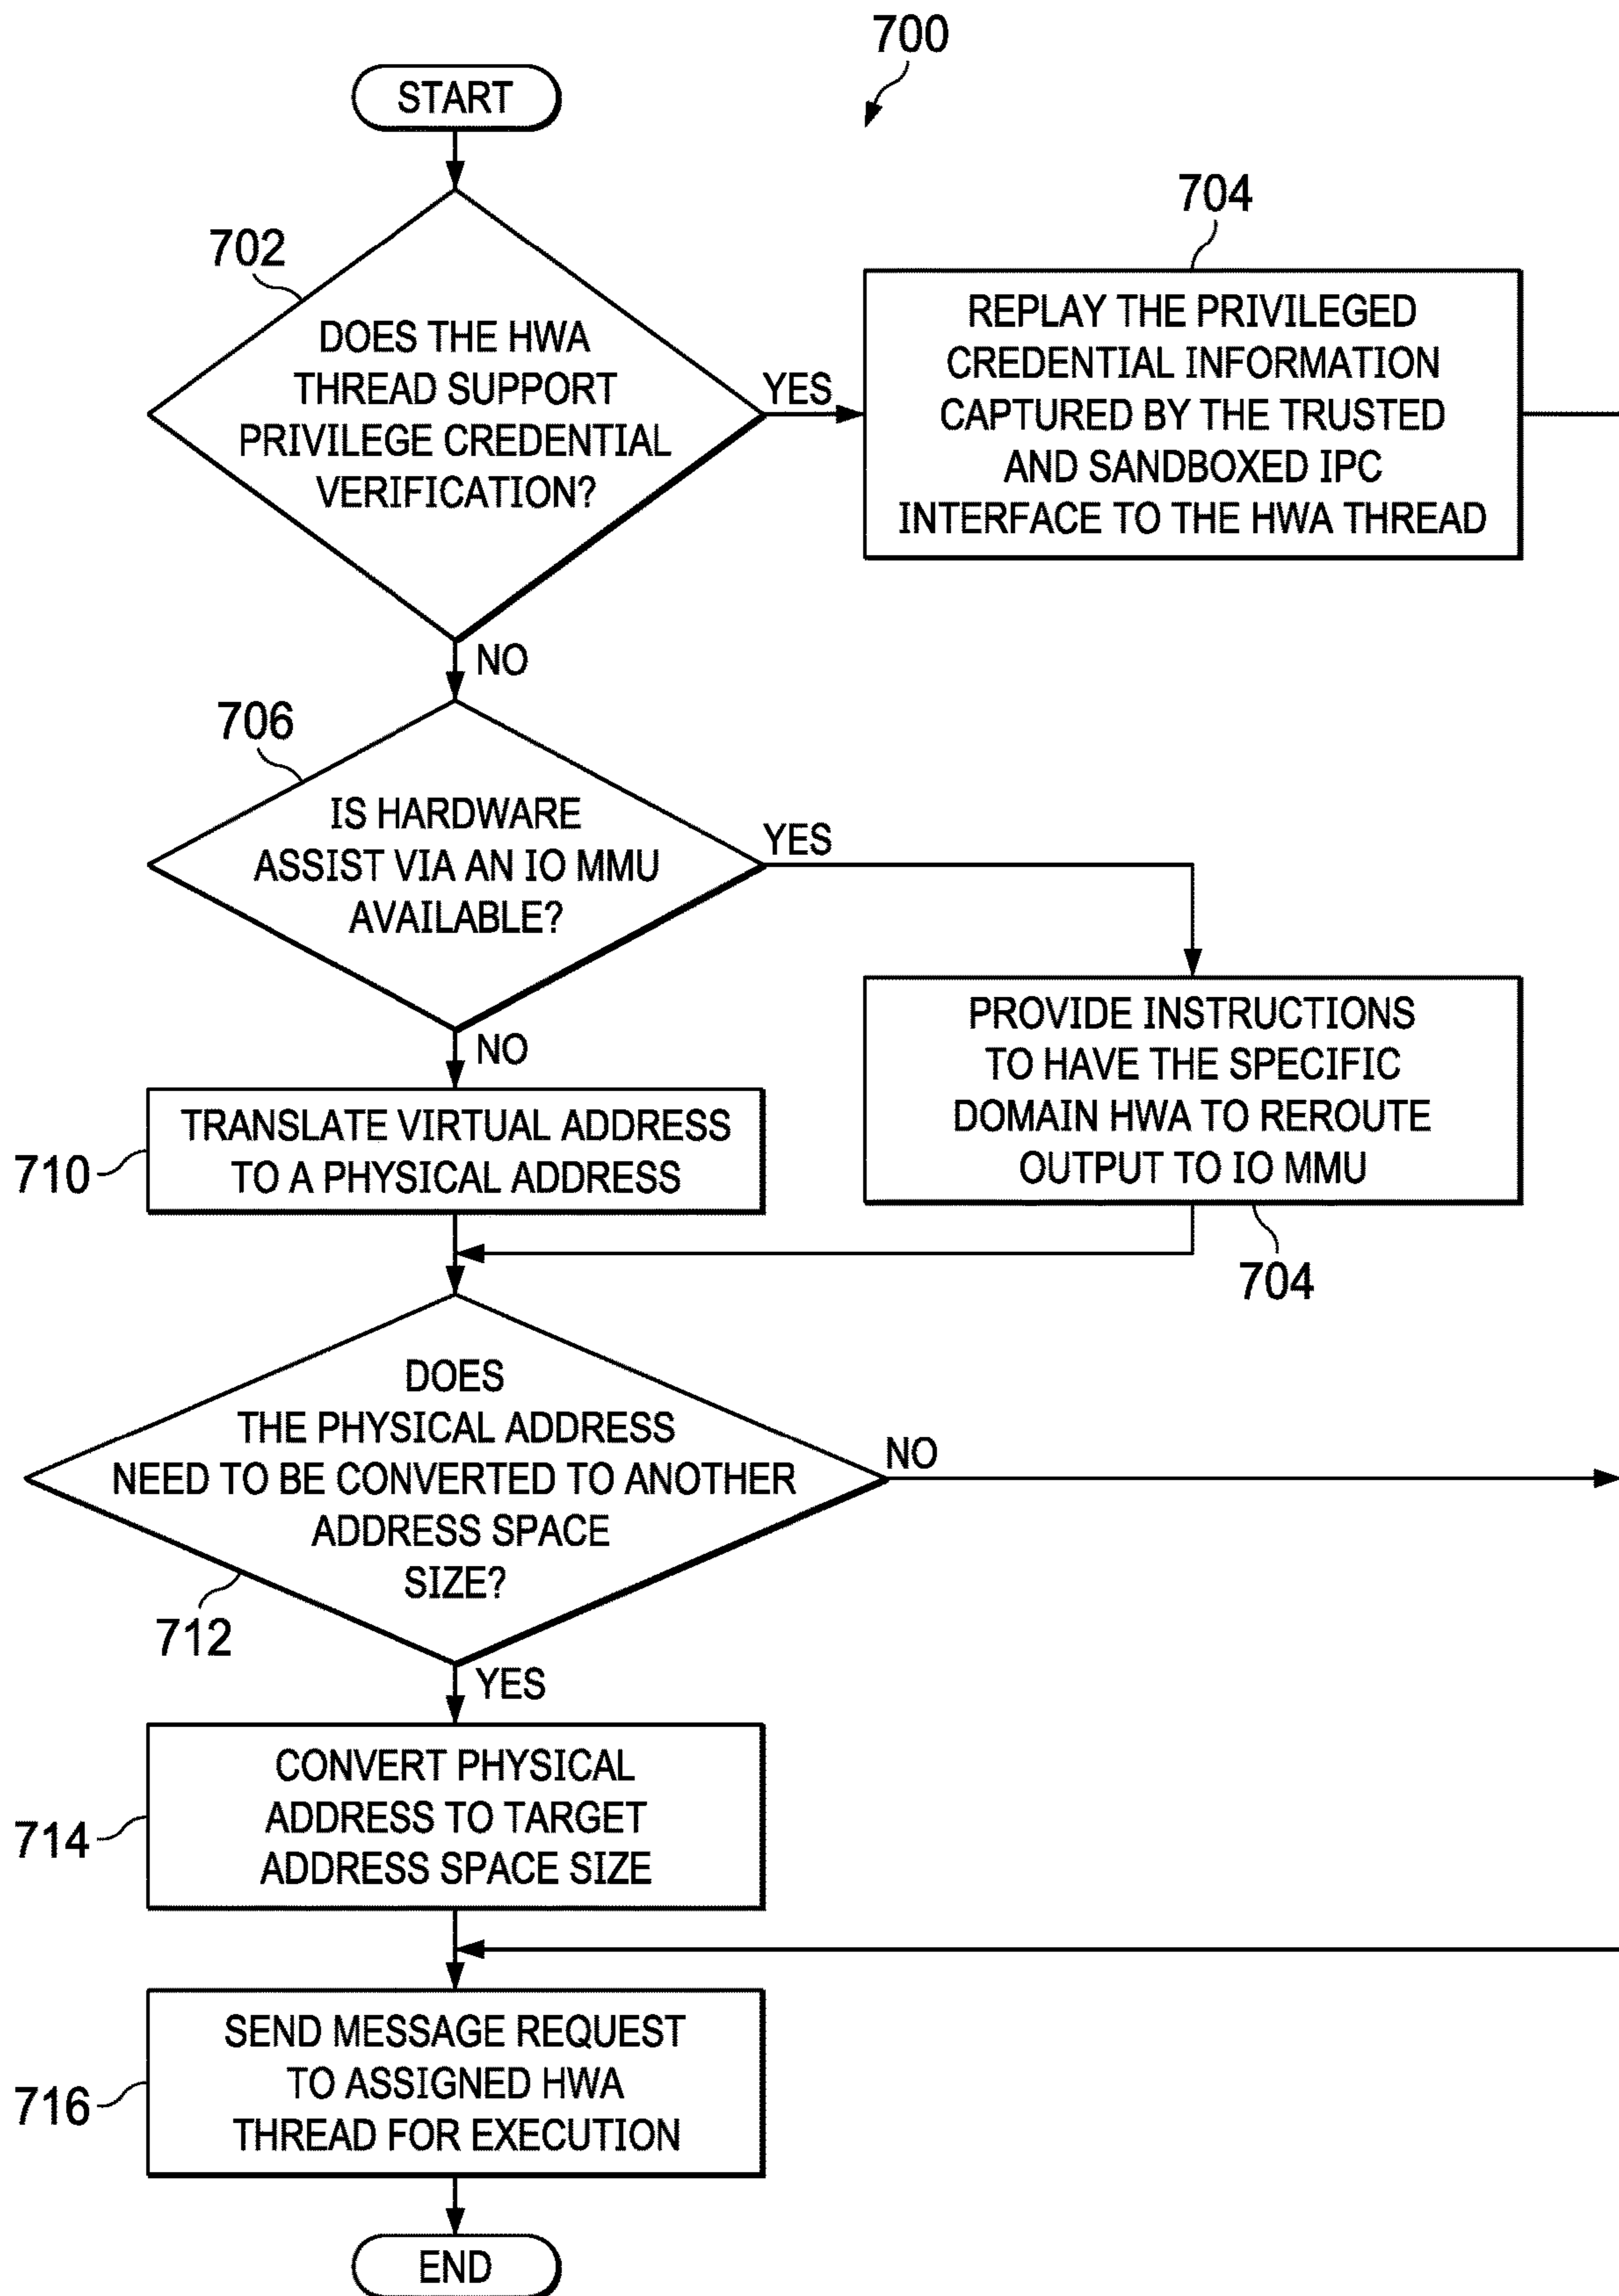 700
START
702
DOES THE HWA
THREAD SUPPORT
PRIVILEGE CREDENTIAL
VERIFICATION?
YES
704
REPLAY THE PRIVILEGED
CREDENTIAL INFORMATION
CAPTURED BY THE TRUSTED
AND SANDBOXED IPC
INTERFACE TO THE HWA THREAD
NO
706
IS HARDWARE
ASSIST VIA AN IO MMU
AVAILABLE?
YES
PROVIDE INSTRUCTIONS
TO HAVE THE SPECIFIC
DOMAIN HWA TO REROUTE
OUTPUT TO IO MMU
704
NO
710
TRANSLATE VIRTUAL ADDRESS
TO A PHYSICAL ADDRESS
DOES
THE PHYSICAL ADDRESS
NEED TO BE CONVERTED TO ANOTHER
ADDRESS SPACE
SIZE?
NO
712
YES
714
CONVERT PHYSICAL
ADDRESS TO TARGET
ADDRESS SPACE SIZE
716
SEND MESSAGE REQUEST
TO ASSIGNED HWA
THREAD FOR EXECUTION
END